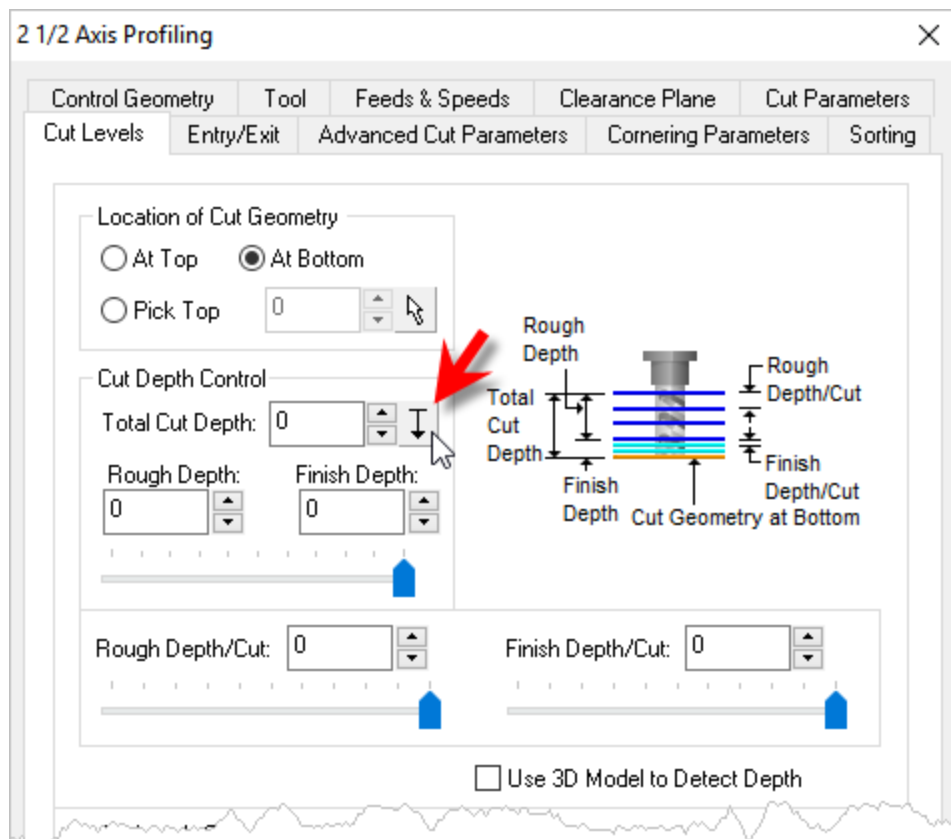 2 1/2 Axis Profiling
Control Geometry Tool Feeds & Speeds Clearance Plane Cut Parameters
Cut Levels Entry/Exit Advanced Cut Parameters Cornering Parameters Sorting
Location of Cut Geometry
At Top At Bottom
Pick Top 0
Cut Depth Control
Total Cut Depth: 0
Rough Depth: Finish Depth:
0 0
Rough
Depth
Total
Cut
Depth
Rough
Depth/Cut
Finish
Depth
Finish
Depth/Cut
Cut Geometry at Bottom
Rough Depth/Cut: 0 Finish Depth/Cut: 0
Use 3D Model to Detect Depth